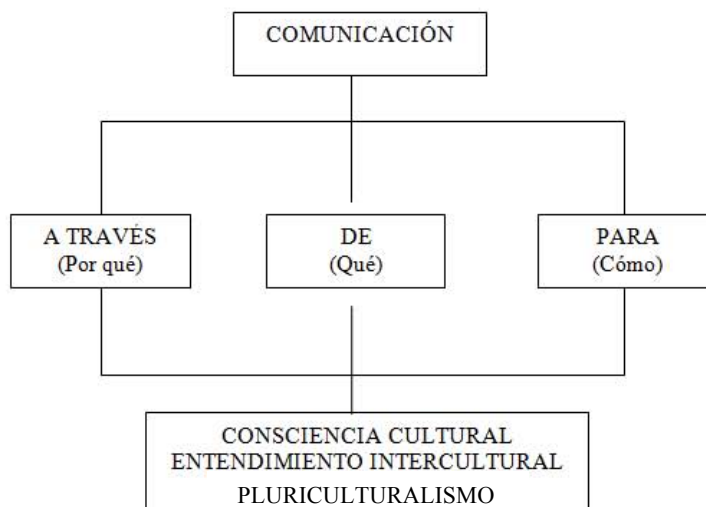 COMUNICACIÓN
A TRAVÉS
(Por qué)
DE
(Qué)
PARA
(Cómo)
CONSCIENCIA CULTURAL
ENTENDIMIENTO INTERCULTURAL
PLURICULTURALISMO